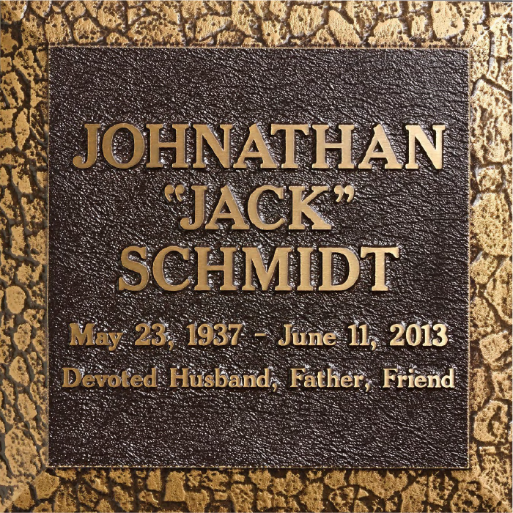 JOHNATHAN
“JACK”
SCHMIDT
May 23, 1937 – June 11, 2013
Devoted Husband, Father, Friend